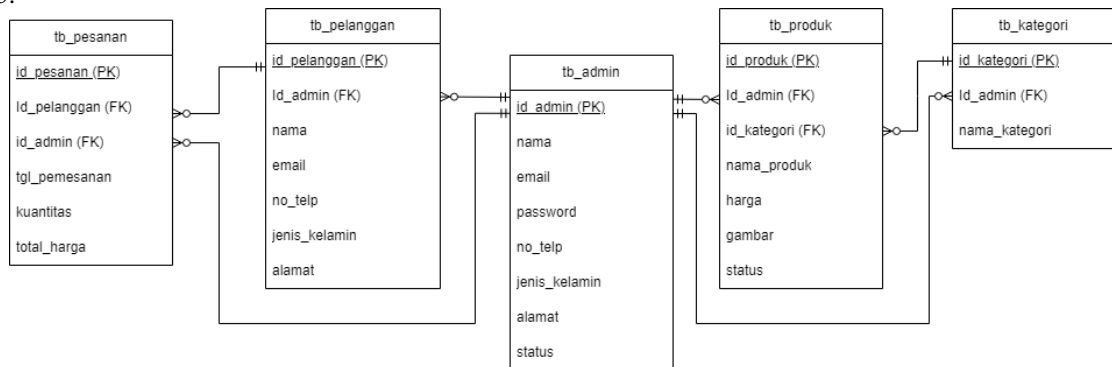 tb_pesanan
id_pesanan (PK)
Id_pelanggan (FK)
id_admin (FK)
tgl_pemesanan
kuantitas
total_harga
tb_pelanggan
id_pelanggan (PK)
Id_admin (FK)
nama
email
no_telp
jenis_kelamin
alamat
tb_admin
id_admin (PK)
nama
email
password
no_telp
jenis_kelamin
alamat
status
tb_produk
id_produk (PK)
Id_admin (FK)
id_kategori (FK)
nama_produk
harga
gambar
status
tb_kategori
id_kategori (PK)
Id_admin (FK)
nama_kategori